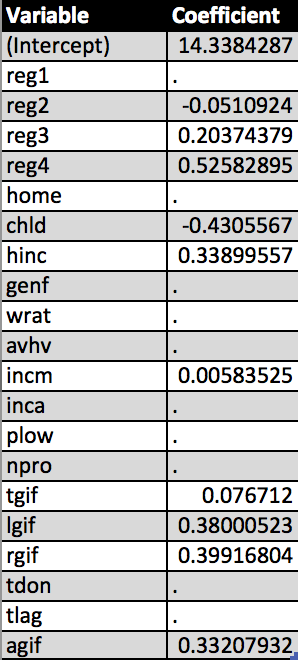 Variable Coefficient
(Intercept) 14.3384287
reg1 .
reg2 -0.0510924
reg3 0.20374379
reg4 0.52582895
home .
chld -0.4305567
hinc 0.33899557
genf .
wrat .
avhv .
incm 0.00583525
inca .
plow .
npro .
tgif 0.076712
lgif 0.38000523
rgif 0.39916804
tdon .
tlag .
agif 0.33207932